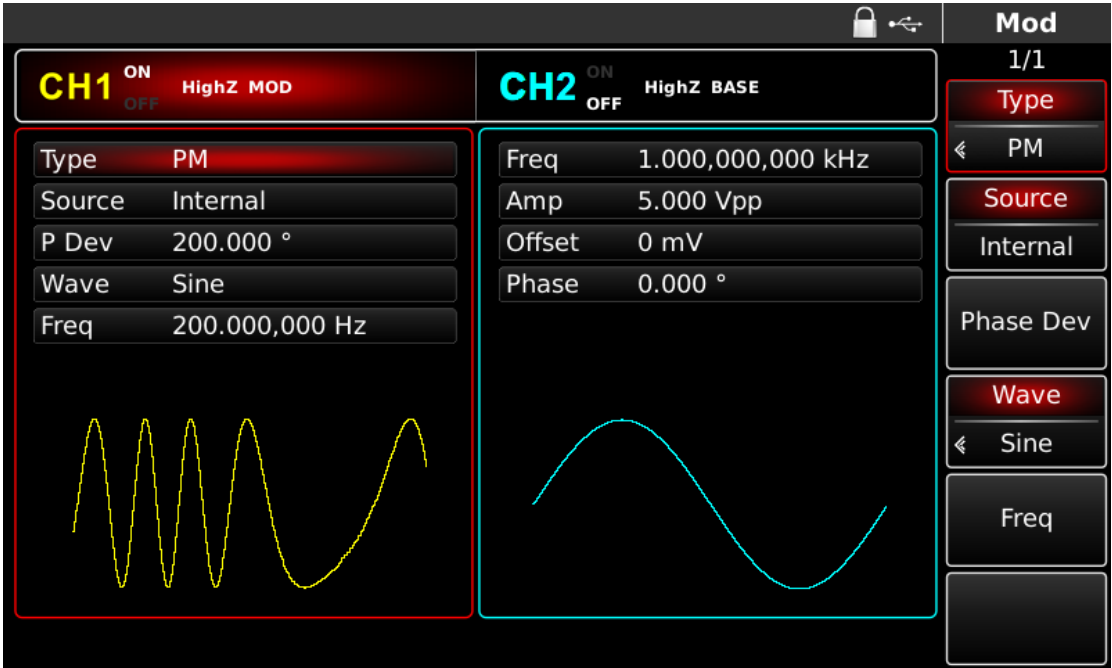 Mod
1/1
CH1 ON OFF HighZ MOD
CH2 ON OFF HighZ BASE
Type PM
Source Internal
P Dev 200.000 °
Wave Sine
Freq 200.000,000 Hz
Freq 1.000,000,000 kHz
Amp 5.000 Vpp
Offset 0 mV
Phase 0.000 °
Type
PM
Source
Internal
Phase Dev
Wave
Sine
Freq